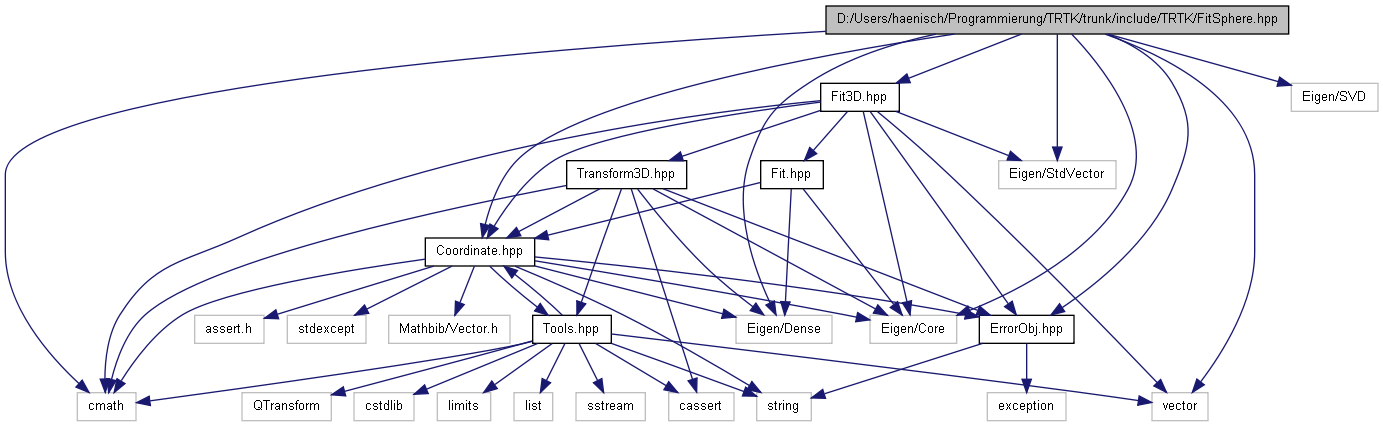 D:/Users/haenisch/Programmierung/TRTK/trunk/include/TRTK/FitSphere.hpp
Fit3D.hpp
Eigen/SVD
Transform3D.hpp
Fit.hpp
Eigen/StdVector
Coordinate.hpp
assert.h
stdexcept
Mathbib/Vector.h
Tools.hpp
Eigen/Dense
Eigen/Core
ErrorObj.hpp
cmath
QTransform
cstdlib
limits
list
sstream
cassert
string
exception
vector